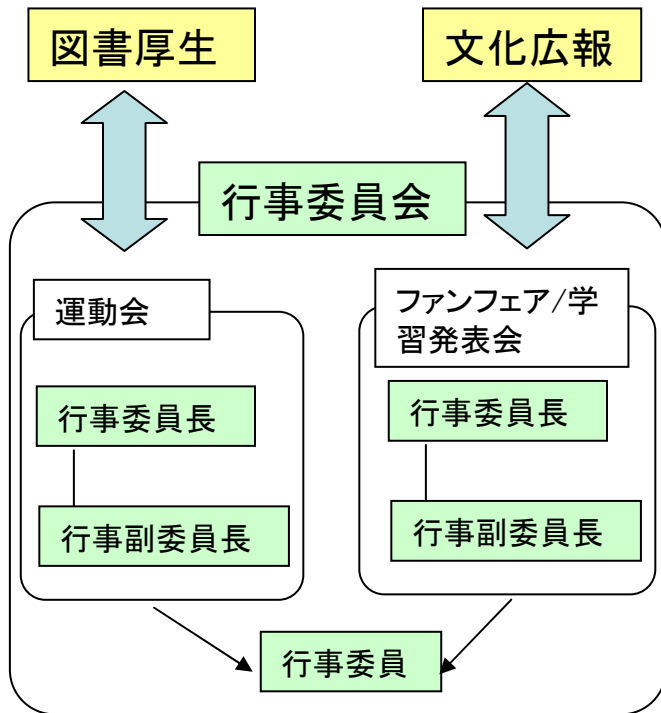 図書厚生
文化広報
行事委員会
運動会
ファンフェア/学
習発表会
行事委員長
行事副委員長
行事委員長
行事副委員長
行事委員